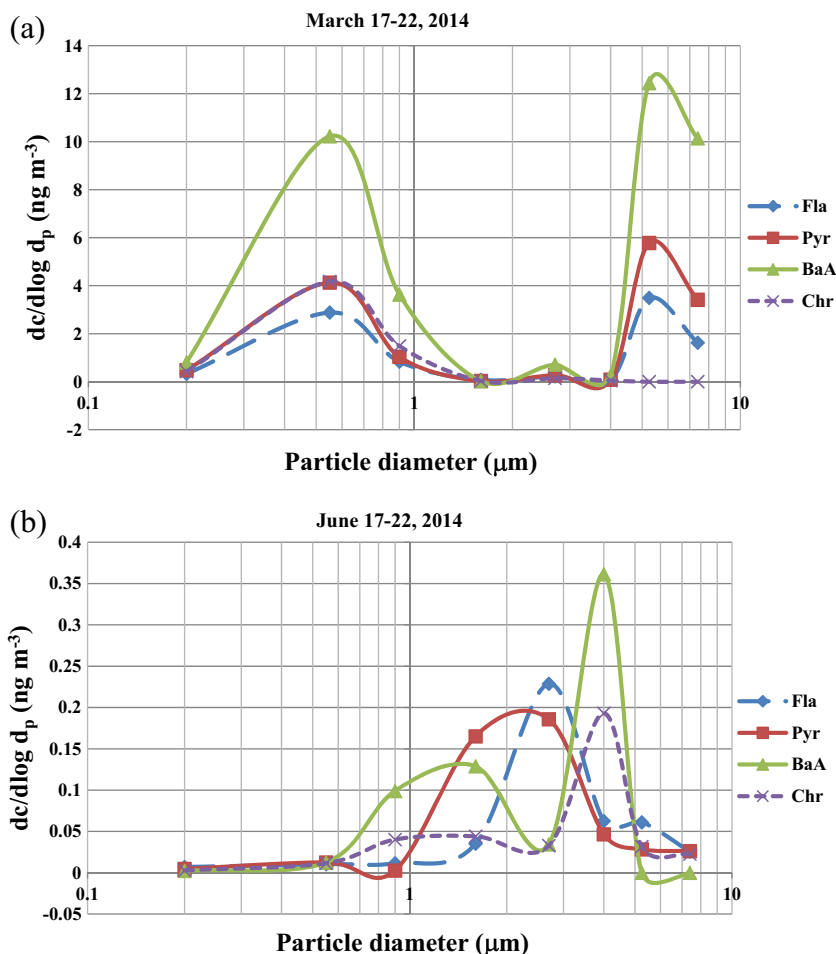 (a)
March 17-22, 2014
14
12
10
8
6
4
2
0
-2
0.1
1
10
dc/dlog dp (ng m-3)
Particle diameter (μm)
Fla
Pyr
BaA
Chr
(b)
June 17-22, 2014
0.4
0.35
0.3
0.25
0.2
0.15
0.1
0.05
0
-0.05
0.1
1
10
dc/dlog dp (ng m-3)
Particle diameter (μm)
Fla
Pyr
BaA
Chr